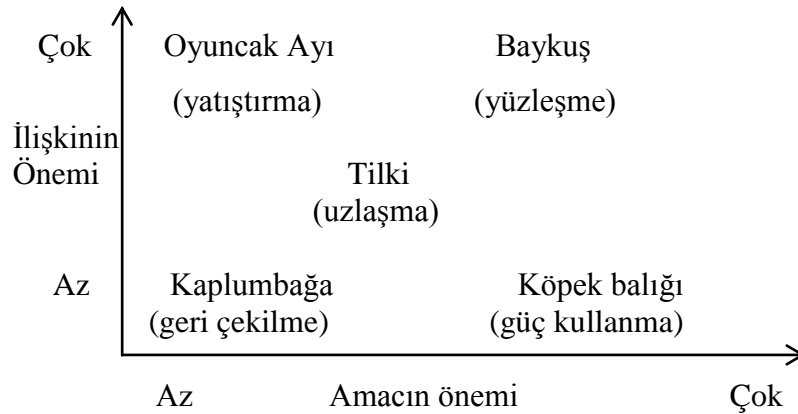 Çok Oyuncak Ayı Baykuş
(yatıştırma) (yüzleşme)
İlişkinin
Önemi
Tilki
(uzlaşma)
Az Kaplumbağa Köpek balığı
(geri çekilme) (güç kullanma)
Az Amacın önemi Çok